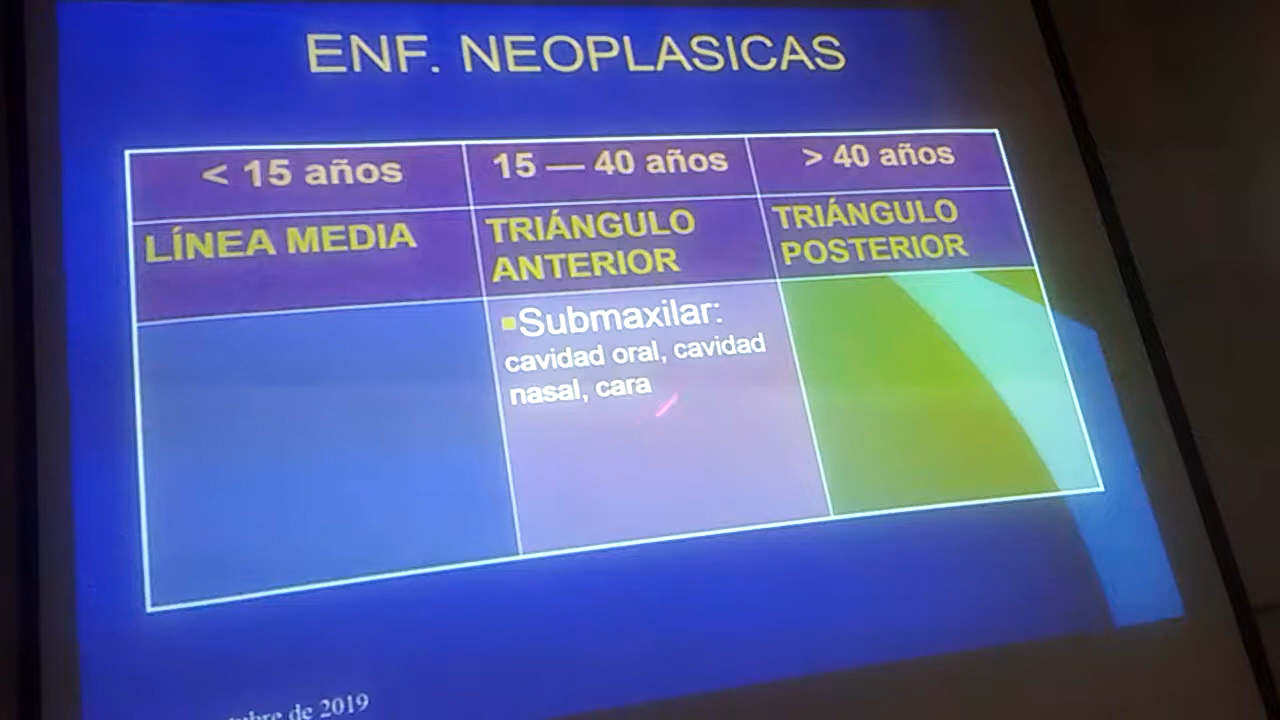 ENF. NEOPLASICAS
< 15 años
15 — 40 años
> 40 años
LÍNEA MEDIA
TRIÁNGULO
ANTERIOR
TRIÁNGULO
POSTERIOR
Submaxilar:
cavidad oral, cavidad
nasal, cara
de 2019